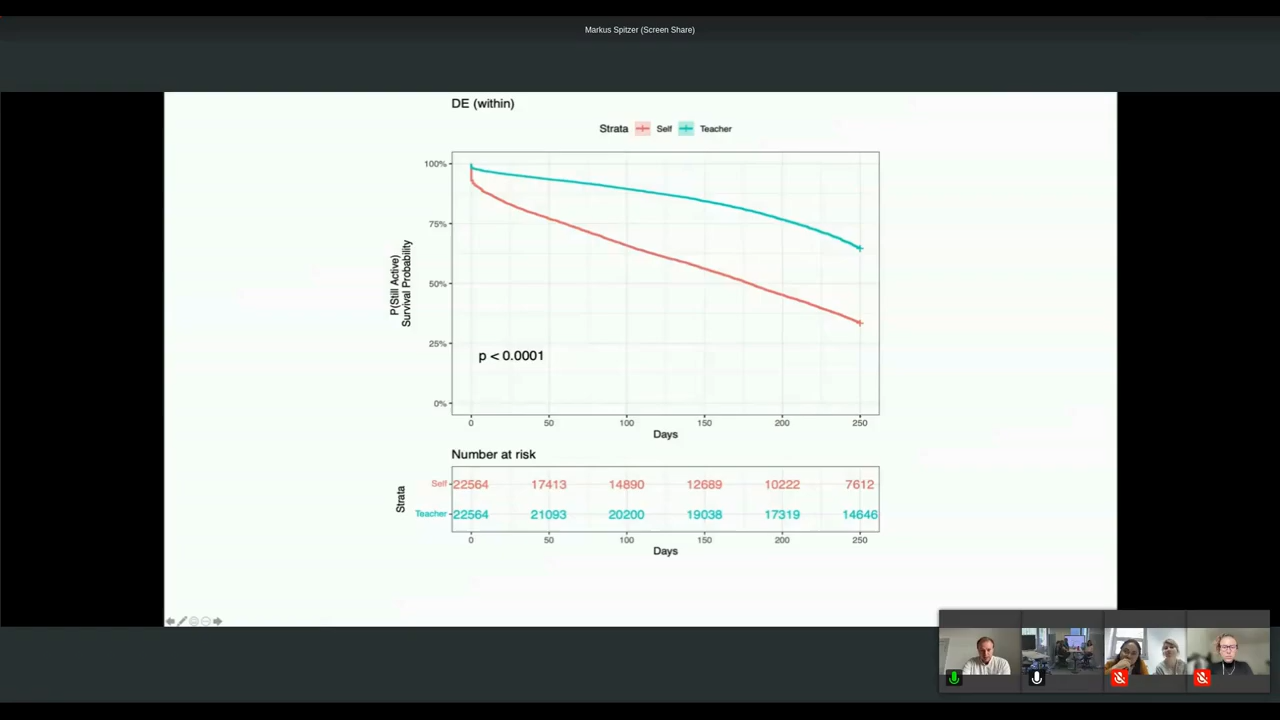 Markus Spitzer (Screen Share)
DE (within)
Strata Self Teacher
100%
75%
50%
25%
0%
P(Still Active)
Survival Probability
p < 0.0001
0 50 100 150 200 250
Days
Number at risk
Strata
Self 22564 17413 14890 12689 10222 7612
Teacher 22564 21093 20200 19038 17319 14646
0 50 100 150 200 250
Days